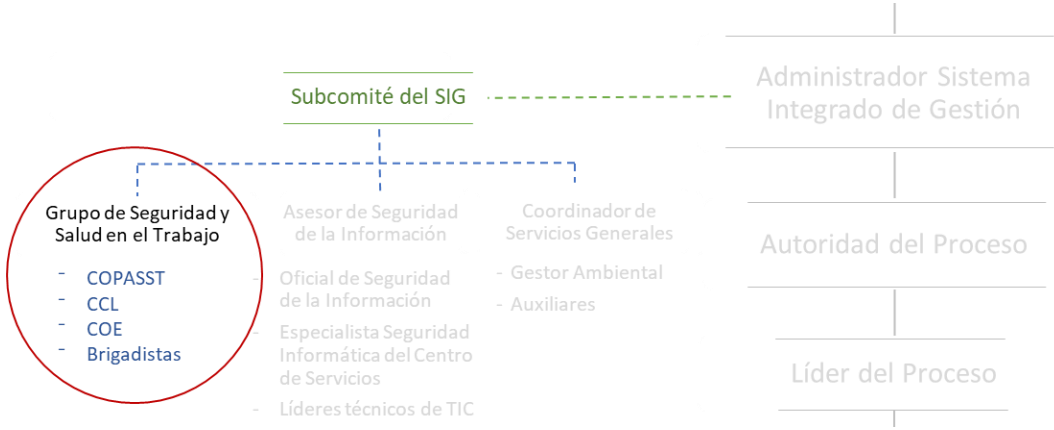 Subcomité del SIG
Administrador Sistema
Integrado de Gestión
Grupo de Seguridad y
Salud en el Trabajo
- COPASST
- CCL
- COE
- Brigadistas
Asesor de Seguridad
de la Información
- Oficial de Seguridad
de la Información
- Especialista Seguridad
Informática del Centro
de Servicios
- Líderes técnicos de TIC
Coordinador de
Servicios Generales
- Gestor Ambiental
- Auxiliares
Autoridad del Proceso
Líder del Proceso